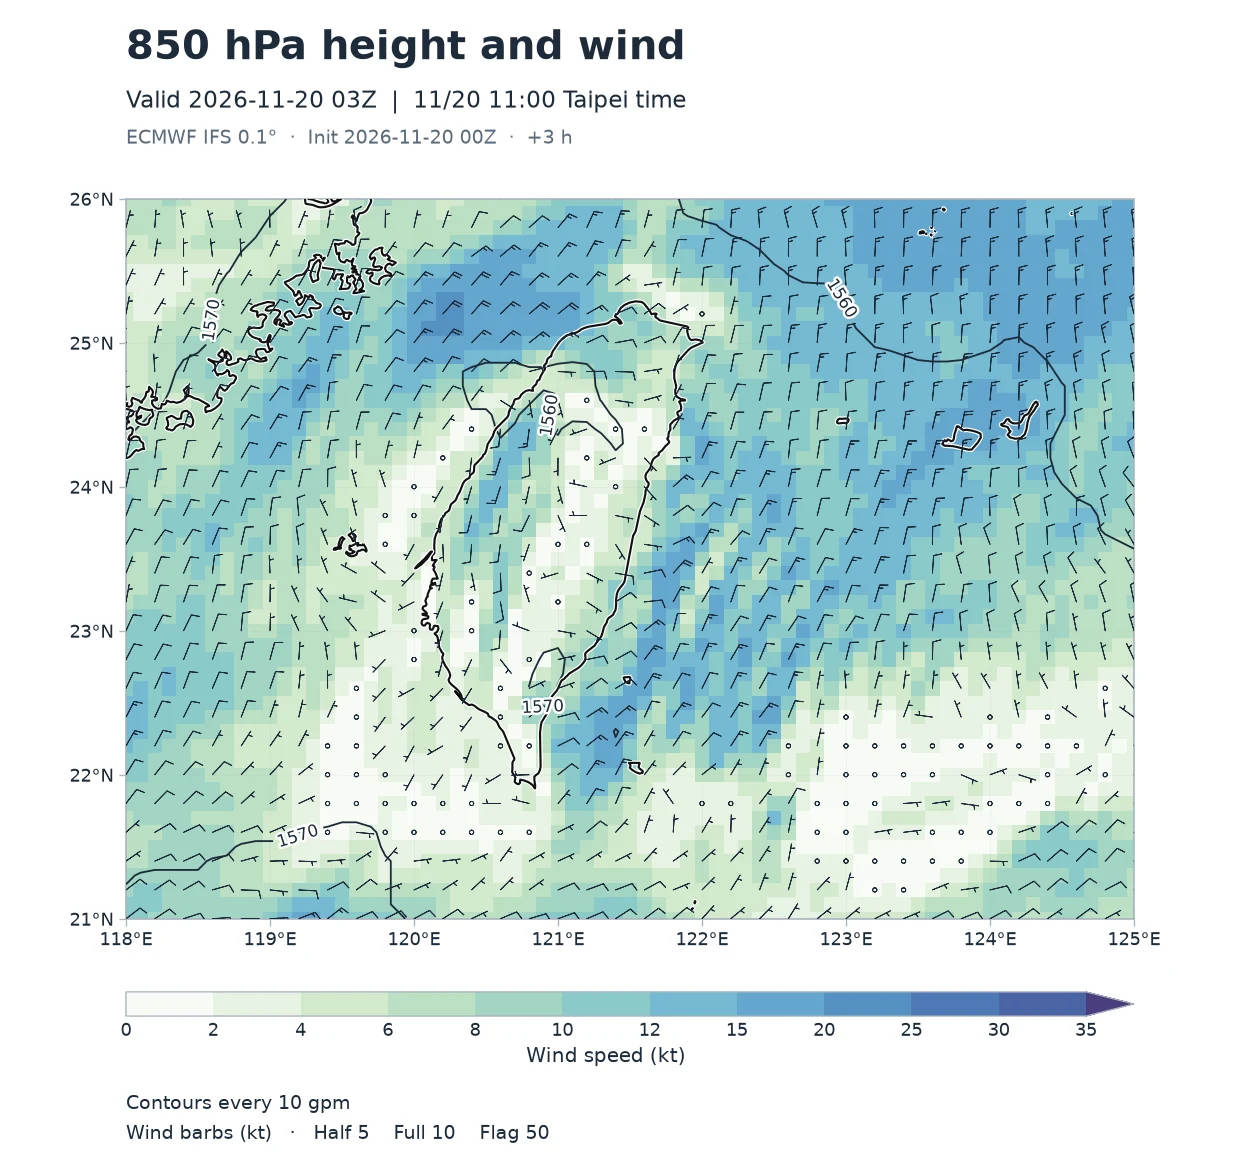 850 hPa height and wind
Valid 2026-11-20 03Z | 11/20 11:00 Taipei time
ECMWF IFS 0.1° · Init 2026-11-20 00Z · +3 h
26°N
25°N
24°N
23°N
22°N
21°N
1570
1560
1560
1570
1570
118°E 119°E 120°E 121°E 122°E 123°E 124°E 125°E
0 2 4 6 8 10 12 15 20 25 30 35
Wind speed (kt)
Contours every 10 gpm
Wind barbs (kt) · Half 5 Full 10 Flag 50